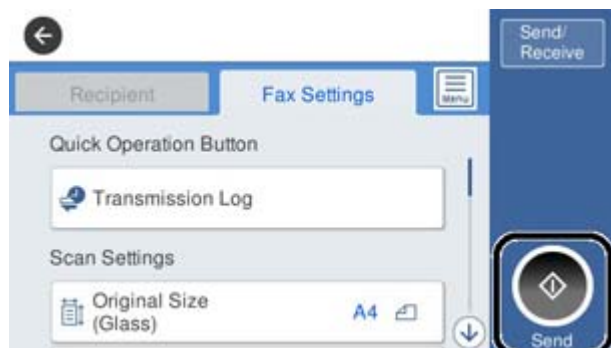 Send/
Receive
Recipient
Fax Settings
Menu
Quick Operation Button
Transmission Log
Scan Settings
Original Size
(Glass)
A4
Send